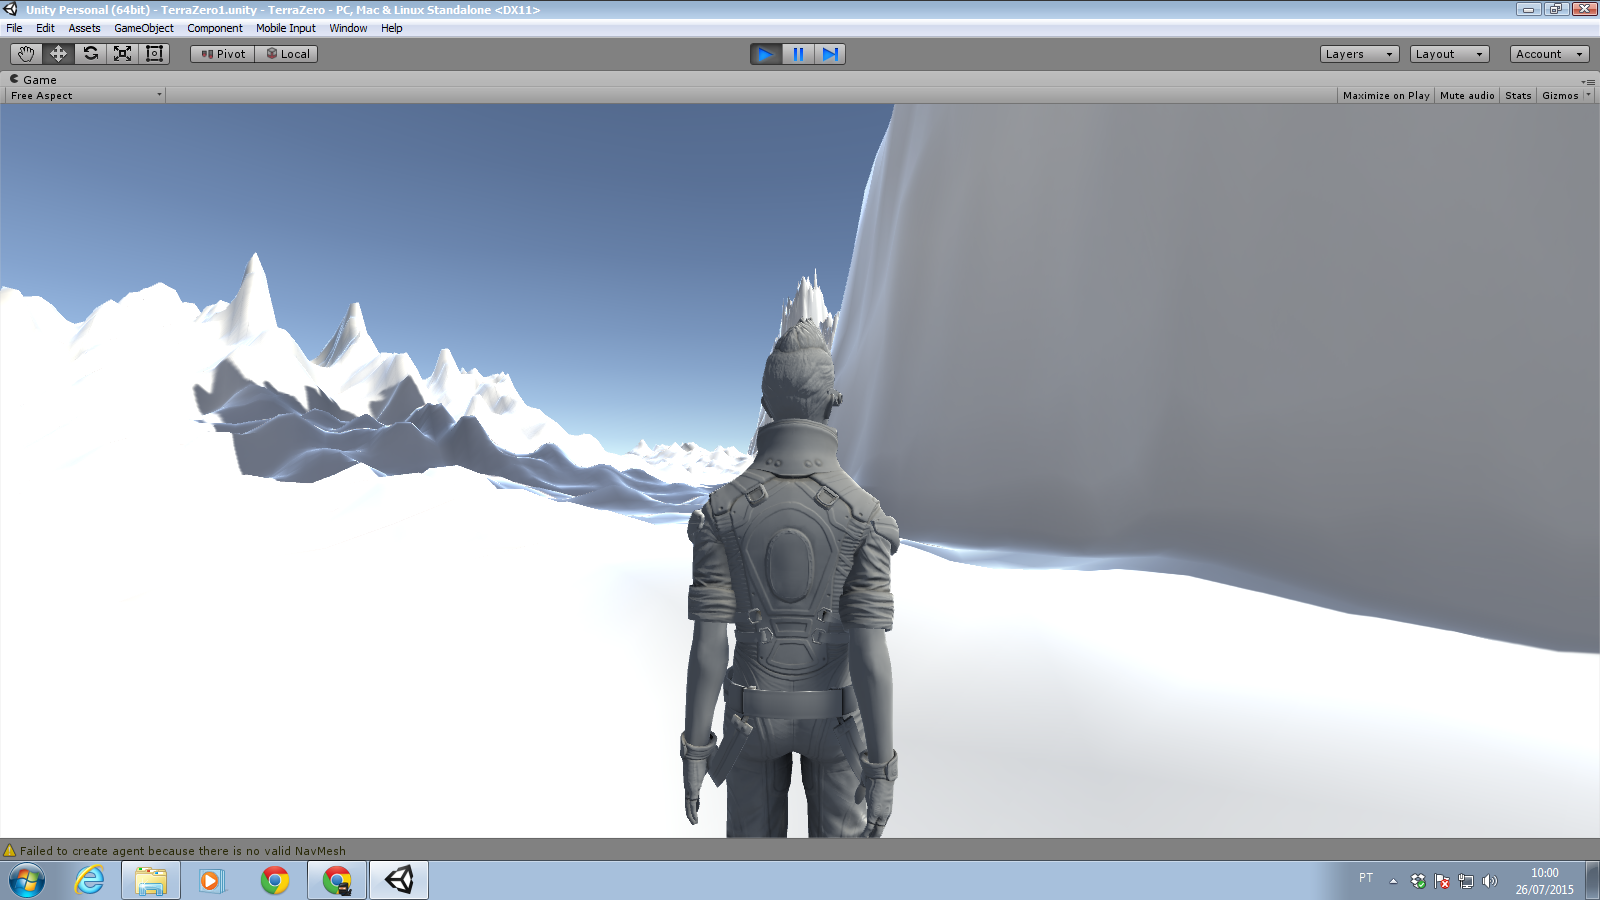 Unity Personal (64bit) - TerraZero1.unity - TerraZero - PC, Mac & Linux Standalone <DX11>
File Edit Assets GameObject Component Mobile Input Window Help
Pivot Local Layers Layout Account
Game
Free Aspect Maximize on Play Mute audio Stats Gizmos
Failed to create agent because there is no valid NavMesh
PT 10:00
26/07/2015